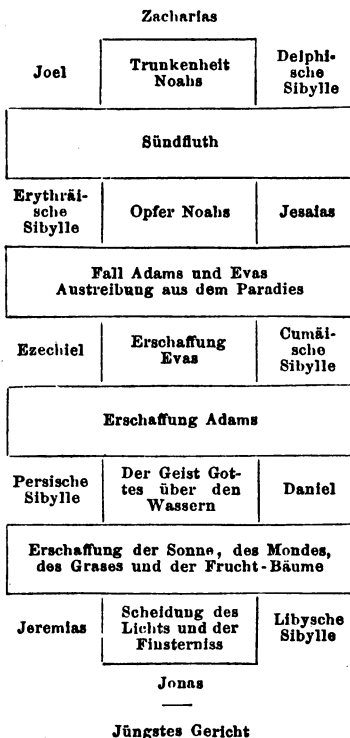 Zacharias
Joel
Trunkenheit
Noahs
Delphi-
sche
Sibylle
Sündfluth
Erythräi-
sche
Sibylle
Opfer Noahs
Jesaias
Fall Adams und Evas
Austreibung aus dem Paradies
Ezechiel
Erschaffung
Evas
Cumäi-
sche
Sibylle
Erschaffung Adams
Persische
Sibylle
Der Geist Got-
tes über den
Wassern
Daniel
Erschaffung der Sonne, des Mondes,
des Grases und der Frucht-Bäume
Jeremias
Scheidung des
Lichts und der
Finsterniss
Libysche
Sibylle
Jonas
Jüngstes Gericht